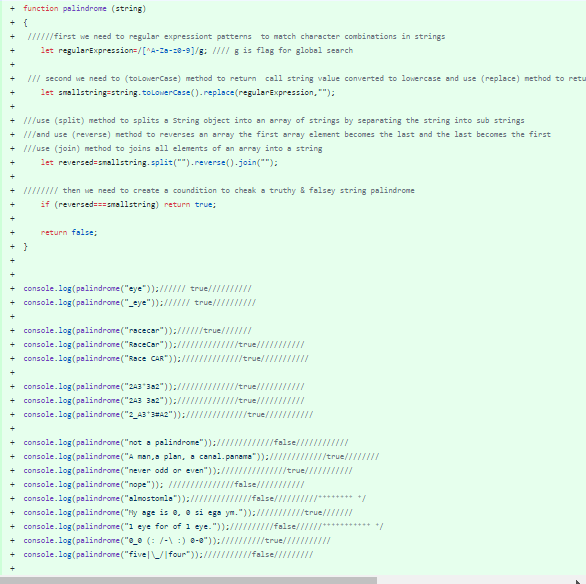 + function palindrome (string)
+ {
+ //////first we need to regular expressiont patterns  to match character combinations in strings
+ let regularExpression=/[^A-Za-z0-9]/g; //// g is flag for global search
+
+ /// second we need to (toLowerCase) method to return  call string value converted to lowercase and use (replace) method to retu
+ let smallstring=string.toLowerCase().replace(regularExpression,"");
+
+ ///use (split) method to splits a String object into an array of strings by separating the string into sub strings
+ ///and use (reverse) method to reverses an array the first array element becomes the last and the last becomes the first
+ ///use (join) method to joins all elements of an array into a string
+ let reversed=smallstring.split("").reverse().join("");
+
+ //////// then we need to create a coundition to cheak a truthy & falsey string palindrome
+ if (reversed===smallstring) return true;
+
+ return false;
+ }
+
+
+ console.log(palindrome("eye"));////// true//////////
+ console.log(palindrome("_eye"));////// true//////////
+
+ console.log(palindrome("racecar"));//////true///////
+ console.log(palindrome("RaceCar"));//////////////true///////////
+ console.log(palindrome("Race CAR"));//////////////true///////////
+
+ console.log(palindrome("2A3*3a2"));//////////////true///////////
+ console.log(palindrome("2A3 3a2"));//////////////true///////////
+ console.log(palindrome("2_A3*3#A2"));//////////////true///////////
+
+ console.log(palindrome("not a palindrome"));/////////////false////////////
+ console.log(palindrome("A man,a plan, a canal.panama"));/////////////true////////
+ console.log(palindrome("never odd or even"));///////////////true///////////
+ console.log(palindrome("nope")); ///////////////false///////////
+ console.log(palindrome("almostomla"));//////////////false//////////******** */
+ console.log(palindrome("My age is 0, 0 si ega ym."));///////////true///////
+ console.log(palindrome("1 eye for of 1 eye."));//////////false//////*********** */
+ console.log(palindrome("0_0 (: /-\ :) 0-0"));//////////true///////////
+ console.log(palindrome("five|\_/|four"));///////////false/////////
+